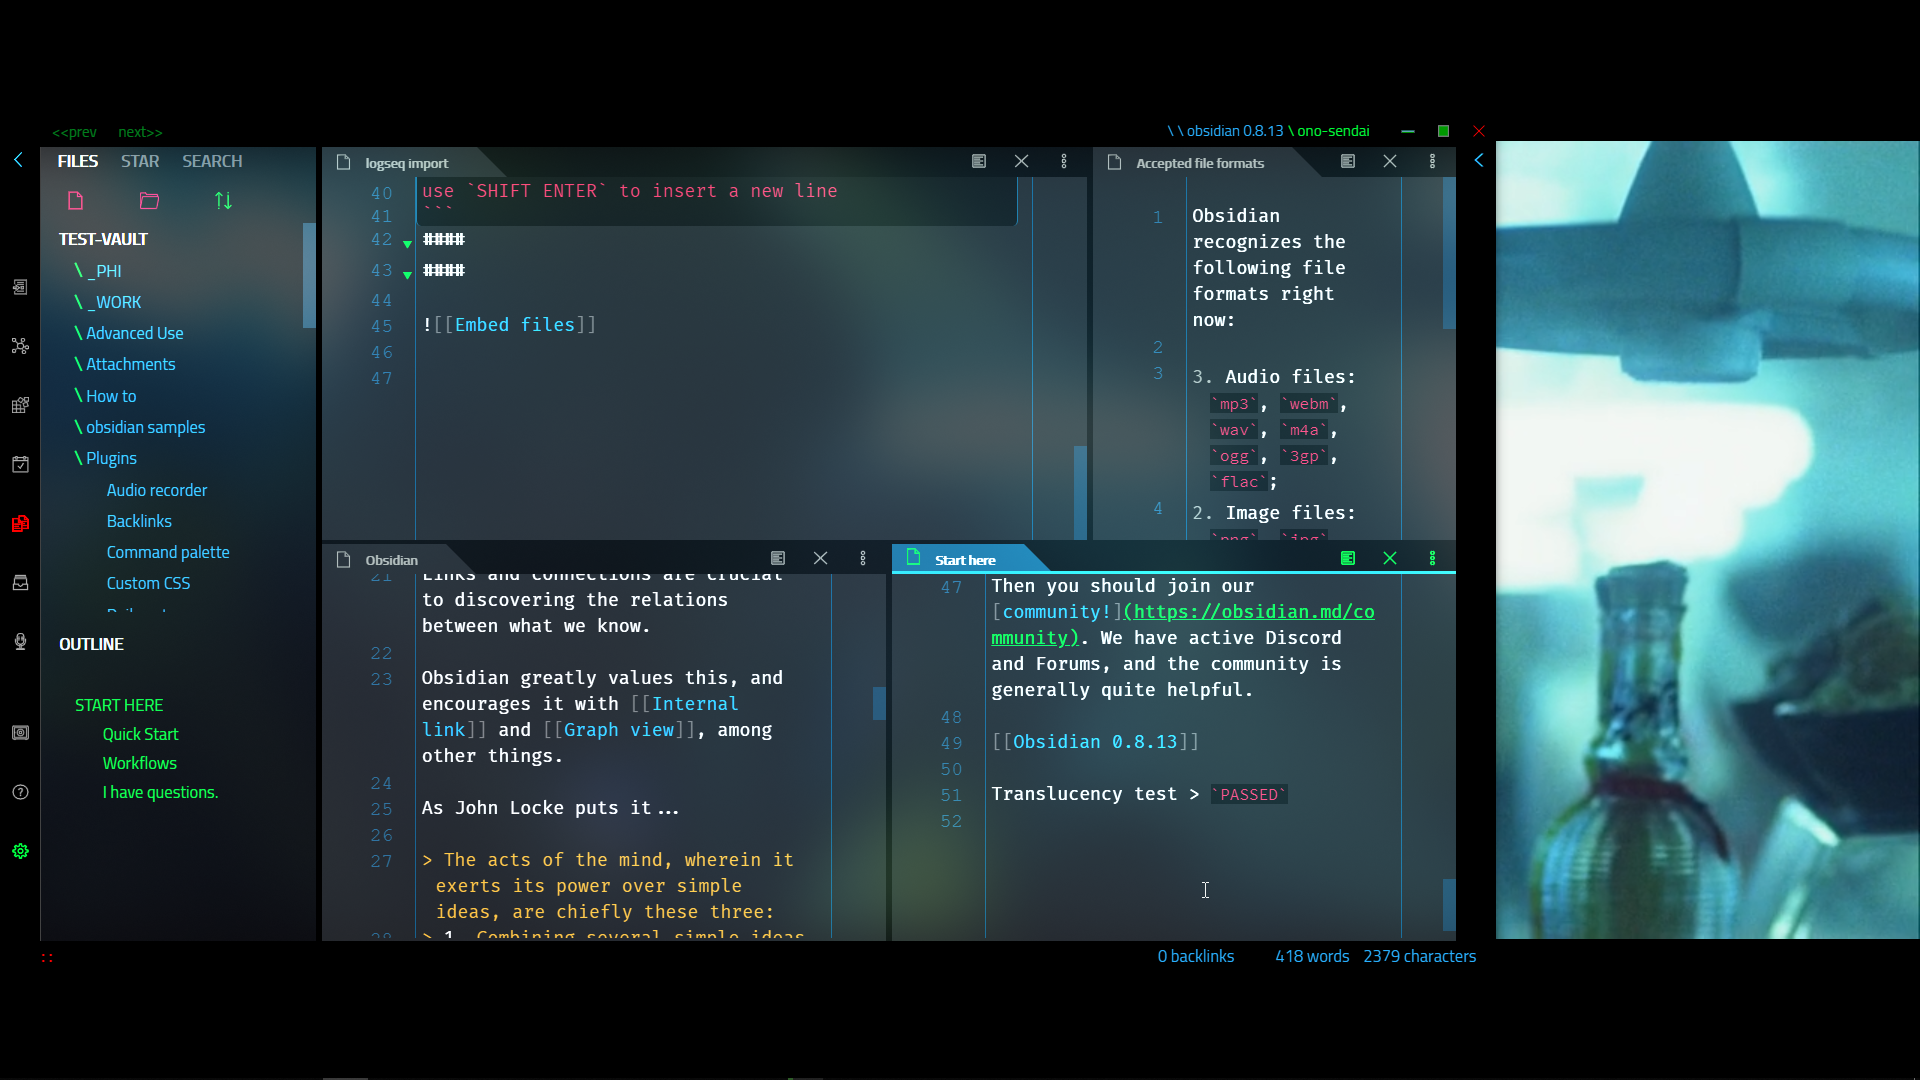 <<prev next>>
\ \ obsidian 0.8.13 \ ono-sendai
FILES STAR SEARCH
TEST-VAULT
\ _PHI
\ _WORK
\ Advanced Use
\ Attachments
\ How to
\ obsidian samples
\ Plugins
Audio recorder
Backlinks
Command palette
Custom CSS
OUTLINE
START HERE
Quick Start
Workflows
I have questions.
logseq import
40 use `SHIFT ENTER` to insert a new line
41 ```
42 ####
43 ####
44
45 ![[Embed files]]
46
47
Accepted file formats
1 Obsidian
recognizes the
following file
formats right
now:
2
3 3. Audio files:
`mp3`, `webm`,
`wav`, `m4a`,
`ogg`, `3gp`,
`flac`;
4 2. Image files:
`png`, `jpg`
Obsidian
21 Links and connections are crucial
to discovering the relations
between what we know.
22
23 Obsidian greatly values this, and
encourages it with [[Internal
link]] and [[Graph view]], among
other things.
24
25 As John Locke puts it...
26
27 > The acts of the mind, wherein it
exerts its power over simple
ideas, are chiefly these three:
28 > 1. Combining several simple ideas
Start here
47 Then you should join our
[community!](https://obsidian.md/co
mmunity). We have active Discord
and Forums, and the community is
generally quite helpful.
48
49 [[Obsidian 0.8.13]]
50
51 Translucency test > `PASSED`
52
0 backlinks 418 words 2379 characters